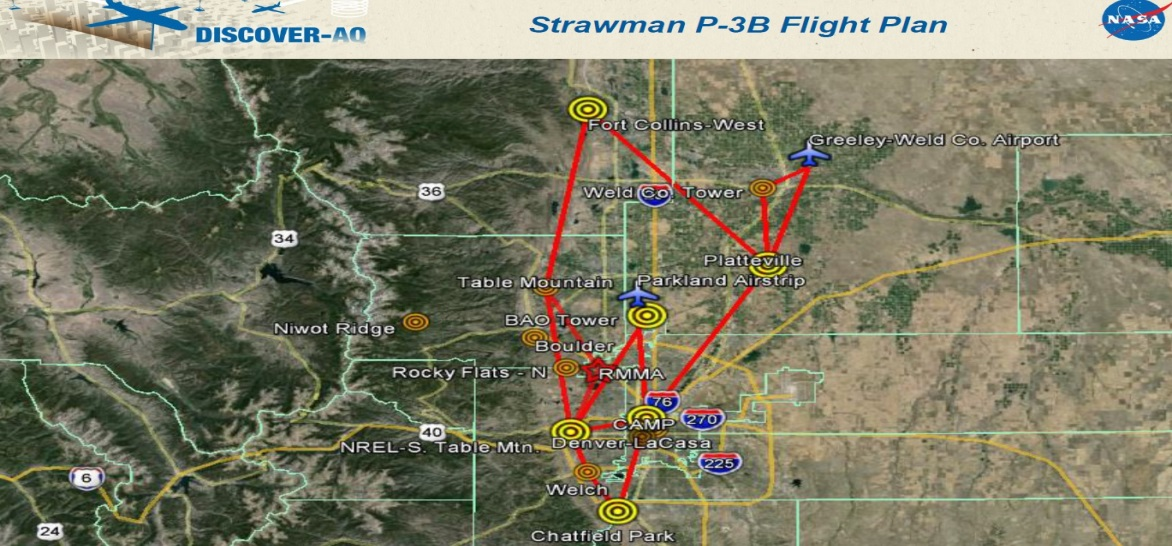 DISCOVER-AQ
Strawman P-3B Flight Plan
NASA
Fort Collins-West
Greeley-Weld Co. Airport
36
Weld Co. Tower
34
Platteville
Table Mountain
Parkland Airstrip
Niwot Ridge
BAO Tower
Boulder
Rocky Flats - N
RMMA
76
CAMP
270
40
NREL-S. Table Mtn.
Denver-LaCasa
225
6
Welch
24
Chatfield Park